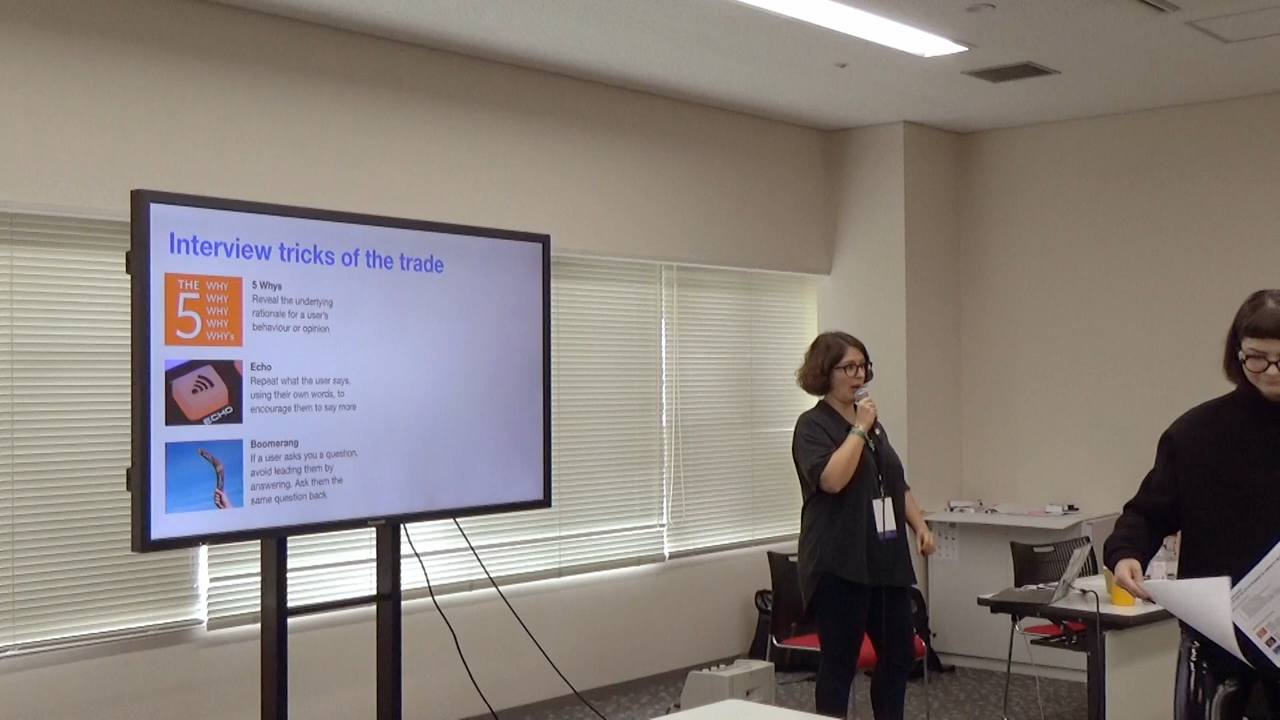 Interview tricks of the trade
THE 5 WHY
WHY
WHY
WHY
WHY's
5 Whys
Reveal the underlying
rationale for a user's
behaviour or opinion
ECHO
Echo
Repeat what the user says,
using their own words, to
encourage them to say more
Boomerang
If a user asks you a question,
avoid leading them by
answering. Ask them the
same question back